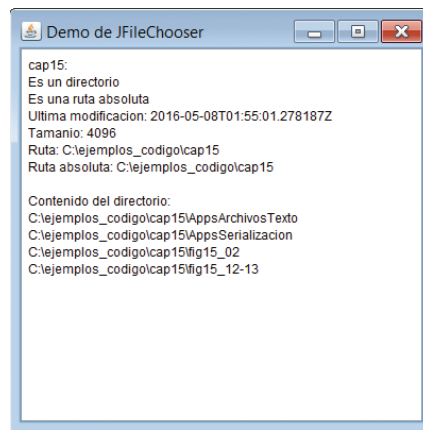 Demo de JFileChooser
cap15:
Es un directorio
Es una ruta absoluta
Ultima modificacion: 2016-05-08T01:55:01.278187Z
Tamanio: 4096
Ruta: C:\ejemplos_codigo\cap15
Ruta absoluta: C:\ejemplos_codigo\cap15
Contenido del directorio:
C:\ejemplos_codigo\cap15\AppsArchivosTexto
C:\ejemplos_codigo\cap15\AppsSerializacion
C:\ejemplos_codigo\cap15\fig15_02
C:\ejemplos_codigo\cap15\fig15_12-13